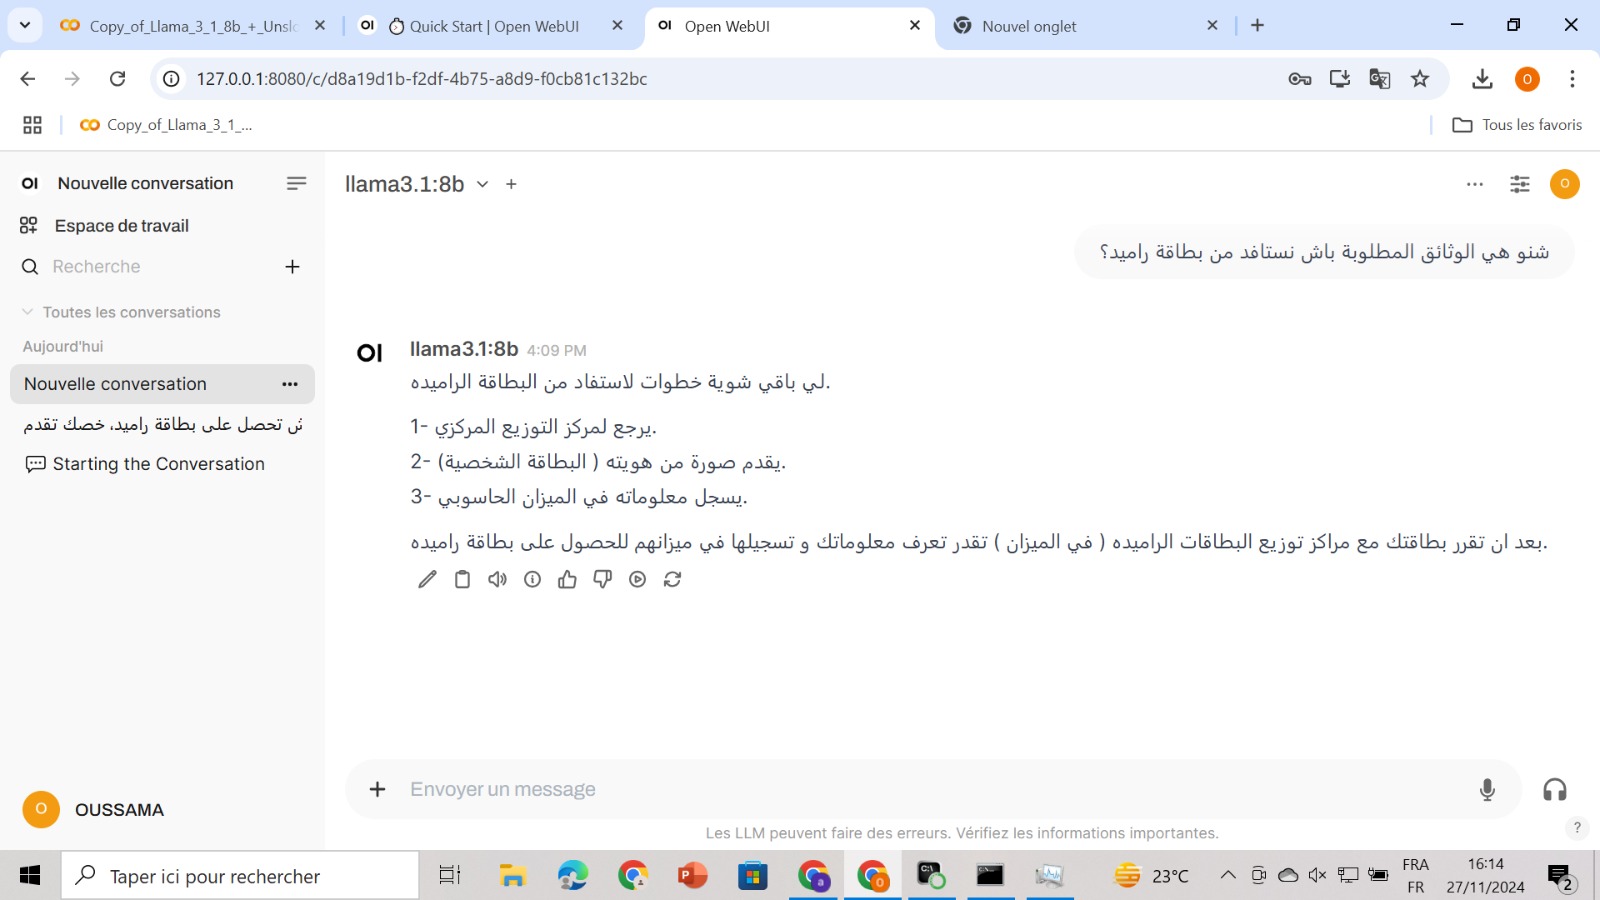 Copy_of_Llama_3_1_8b_+_Unslo
Quick Start | Open WebUI
Open WebUI
Nouvel onglet
127.0.0.1:8080/c/d8a19d1b-f2df-4b75-a8d9-f0cb81c132bc
Copy_of_Llama_3_1_...
Tous les favoris
OI Nouvelle conversation
Espace de travail
Recherche
Toutes les conversations
Aujourd'hui
Nouvelle conversation
ش تحصل على بطاقة راميد، خصك تقدم
Starting the Conversation
OUSSAMA
llama3.1:8b
شنو هي الوثائق المطلوبة باش نستافد من بطاقة راميد؟
OI llama3.1:8b 4:09 PM
لي باقي شوية خطوات لاستفاد من البطاقة الراميده.
1- يرجع لمركز التوزيع المركزي.
2- يقدم صورة من هويته ( البطاقة الشخصية).
3- يسجل معلوماته في الميزان الحاسوبي.
بعد ان تقرر بطاقتك مع مراكز توزيع البطاقات الراميده ( في الميزان ) تقدر تعرف معلوماتك و تسجيلها في ميزانهم للحصول على بطاقة راميده.
Envoyer un message
Les LLM peuvent faire des erreurs. Vérifiez les informations importantes.
?
Taper ici pour rechercher
23°C
FRA
FR
16:14
27/11/2024
2